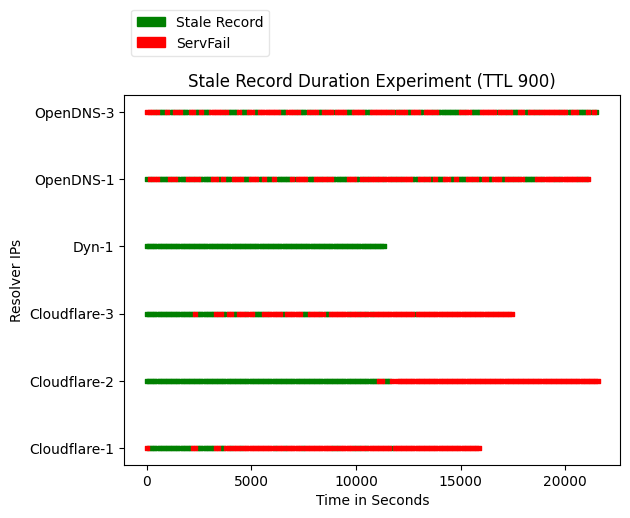 Stale Record
ServFail
Stale Record Duration Experiment (TTL 900)
OpenDNS-3
OpenDNS-1
Dyn-1
Cloudflare-3
Cloudflare-2
Cloudflare-1
Resolver IPs
0 5000 10000 15000 20000
Time in Seconds